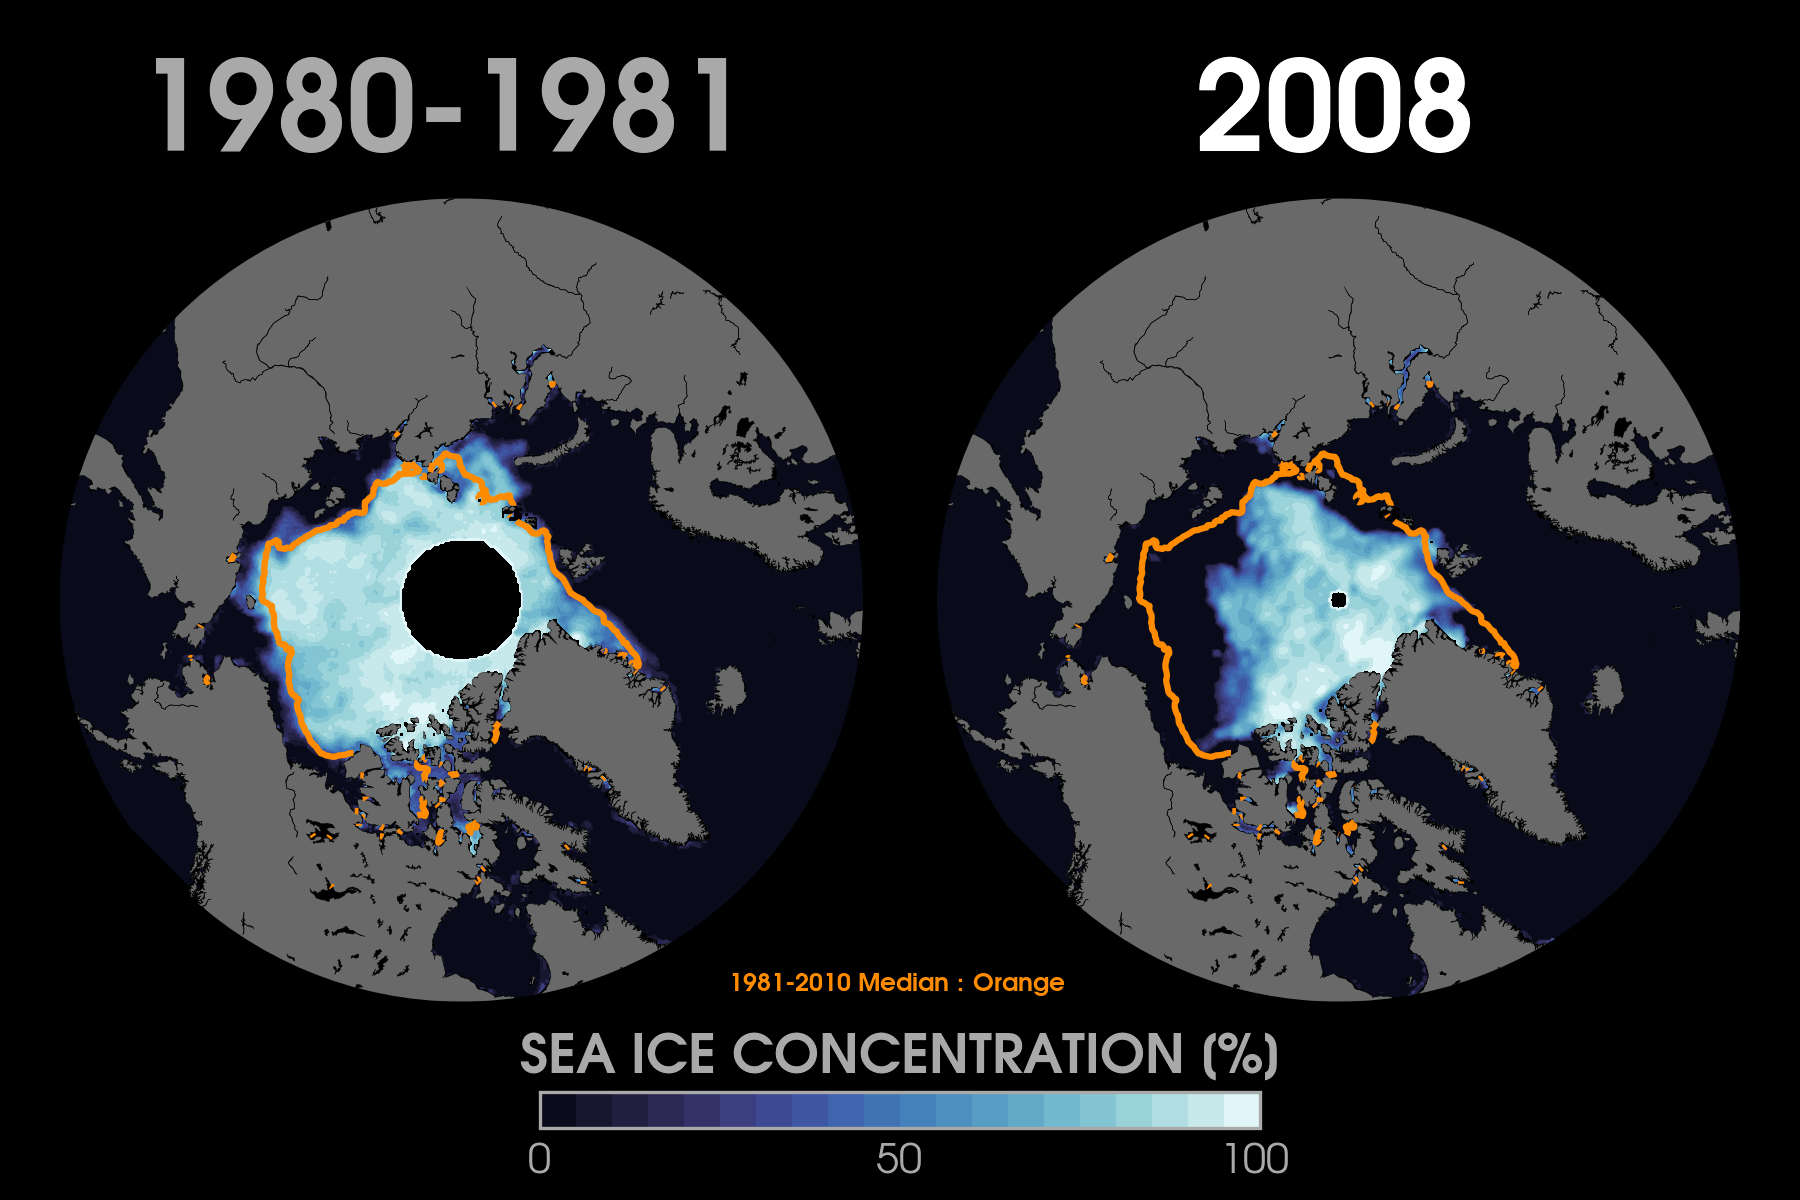 1980-1981
2008
1981-2010 Median : Orange
SEA ICE CONCENTRATION (%)
0
50
100